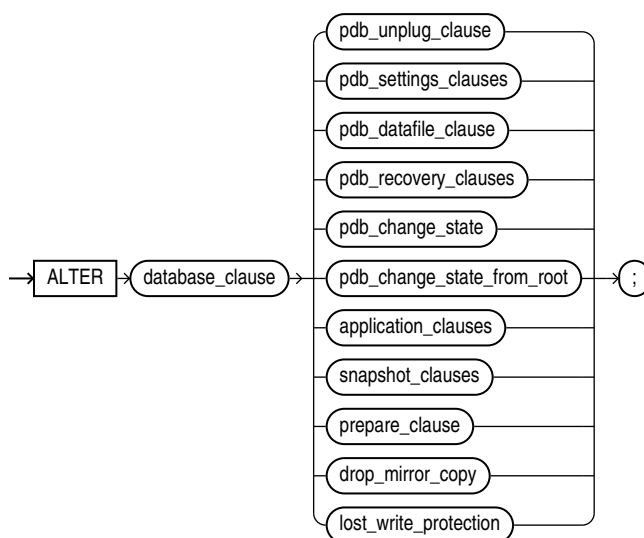 pdb_unplug_clause
pdb_settings_clauses
pdb_datafile_clause
pdb_recovery_clauses
pdb_change_state
ALTER database_clause pdb_change_state_from_root ;
application_clauses
snapshot_clauses
prepare_clause
drop_mirror_copy
lost_write_protection